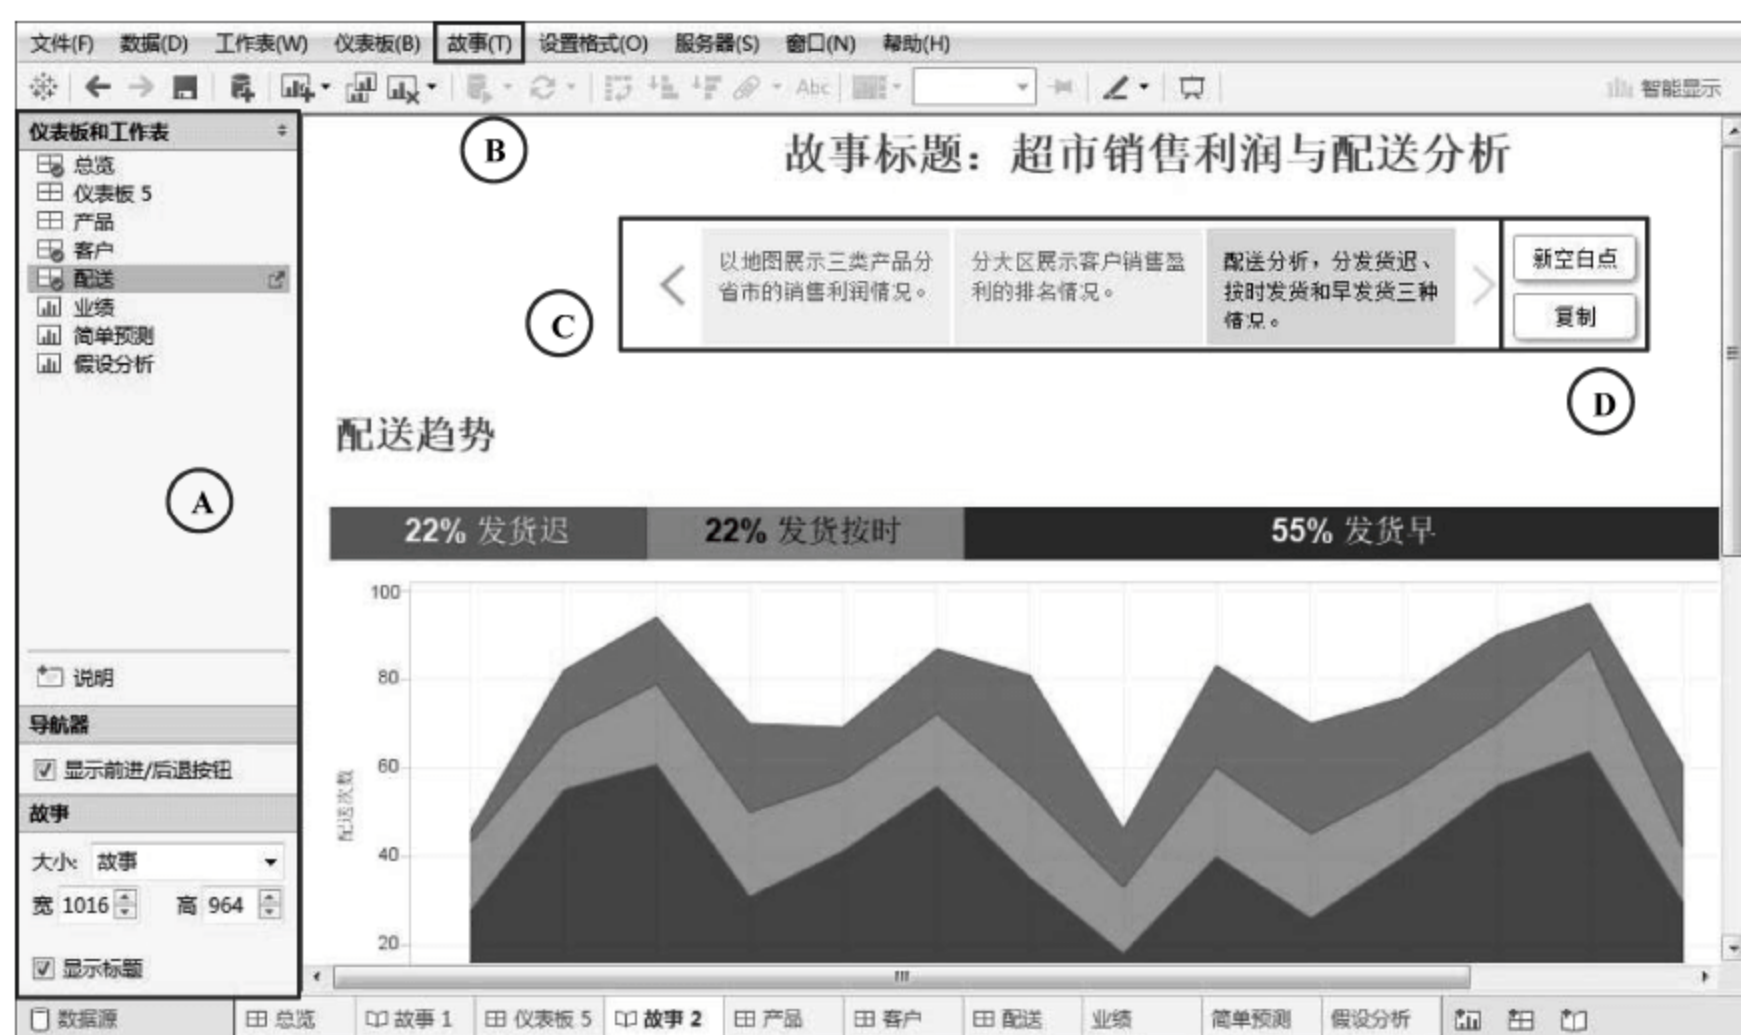 文件(F) 数据(D) 工作表(W) 仪表板(B) 故事(T) 设置格式(O) 服务器(S) 窗口(N) 帮助(H)
Abc 智能显示
仪表板和工作表
总览
仪表板 5
产品
客户
配送
业绩
简单预测
假设分析
A
说明
导航器
显示前进/后退按钮
故事
大小: 故事
宽 1016 高 964
显示标题
B
故事标题：超市销售利润与配送分析
C
以地图展示三类产品分
省市的销售利润情况。
分大区展示客户销售盈
利的排名情况。
配送分析，分发货迟、
按时发货和早发货三种
情况。
新空白点
复制
D
配送趋势
22% 发货迟
22% 发货按时
55% 发货早
配送次数
100
80
60
40
20
数据源 总览 故事 1 仪表板 5 故事 2 产品 客户 配送 业绩 简单预测 假设分析